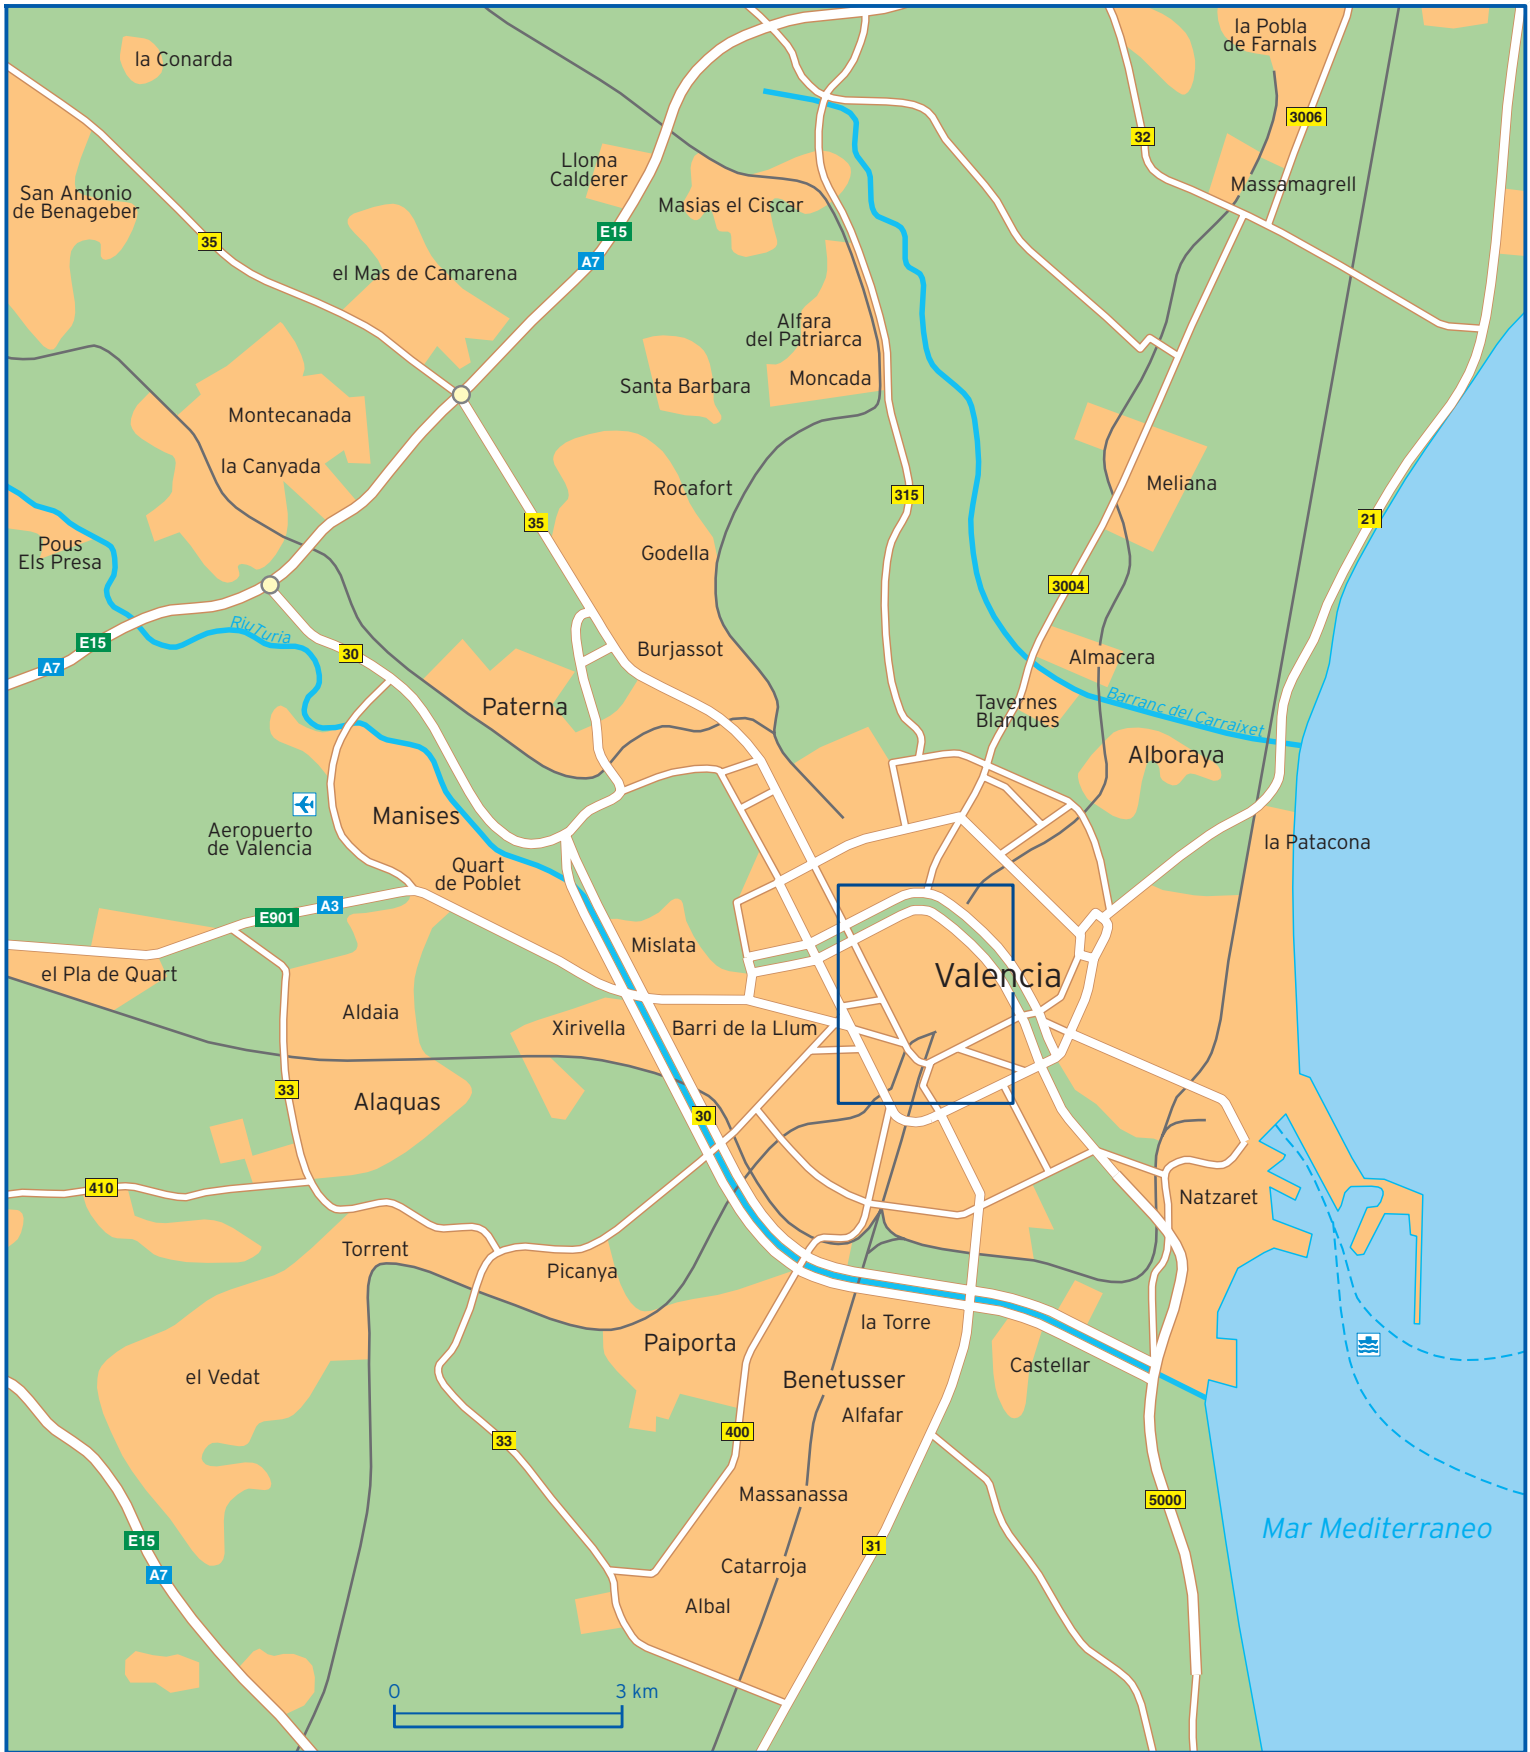 la Pobla
de Farnals
la Conarda
3006
32
Lloma
Calderer
Massamagrell
San Antonio
de Benageber
Masias el Ciscar
E15
35
A7
el Mas de Camarena
Alfara
del Patriarca
Moncada
Santa Barbara
Montecanada
la Canyada
Meliana
Rocafort
315
21
35
Pous
Els Presa
Godella
3004
RiuTuria
E15
30
Burjassot
Almacera
A7
Barranc del Carraixet
Tavernes
Blanques
Paterna
Alboraya
Manises
Aeropuerto
de Valencia
la Patacona
Quart
de Poblet
A3
E901
Mislata
el Pla de Quart
Valencia
Aldaia
Xirivella
Barri de la Llum
33
Alaquas
30
410
Natzaret
Torrent
Picanya
la Torre
Paiporta
Castellar
el Vedat
Benetusser
Alfafar
400
33
Massanassa
5000
Mar Mediterraneo
E15
31
Catarroja
A7
Albal
0
3 km